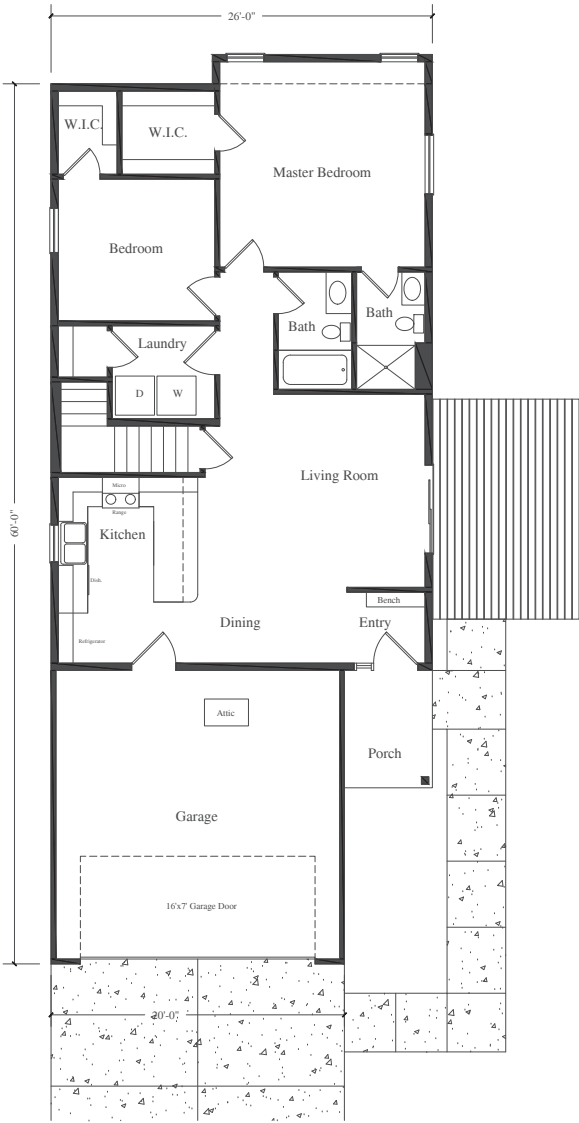 26'-0"
W.I.C.
W.I.C.
Master Bedroom
Bedroom
Bath
Bath
Laundry
D
W
Living Room
Micro
Range
Kitchen
Dish.
60'-0"
Bench
Dining
Entry
Refrigerator
Attic
Porch
Garage
16'x7' Garage Door
20'-0"